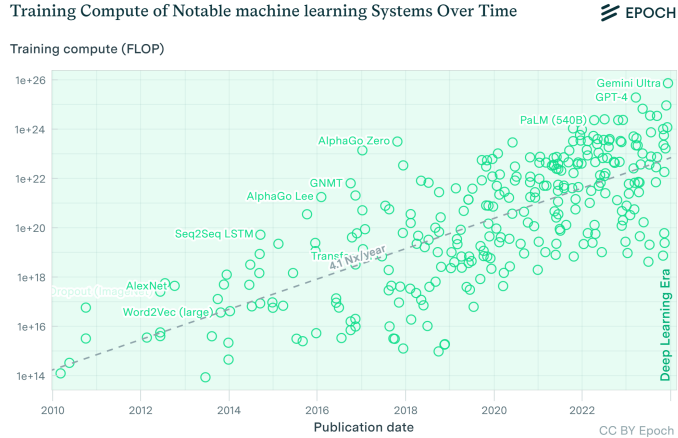 Training Compute of Notable machine learning Systems Over Time
EPOCH
Training compute (FLOP)
1e+26
1e+24
1e+22
1e+20
1e+18
1e+16
1e+14
Gemini Ultra
GPT-4
PaLM (540B)
AlphaGo Zero
GNMT
AlphaGo Lee
Seq2Seq LSTM
4.1 Nx/year
AlexNet
Word2Vec (large)
Deep Learning Era
2010
2012
2014
2016
2018
2020
2022
Publication date
CC BY Epoch